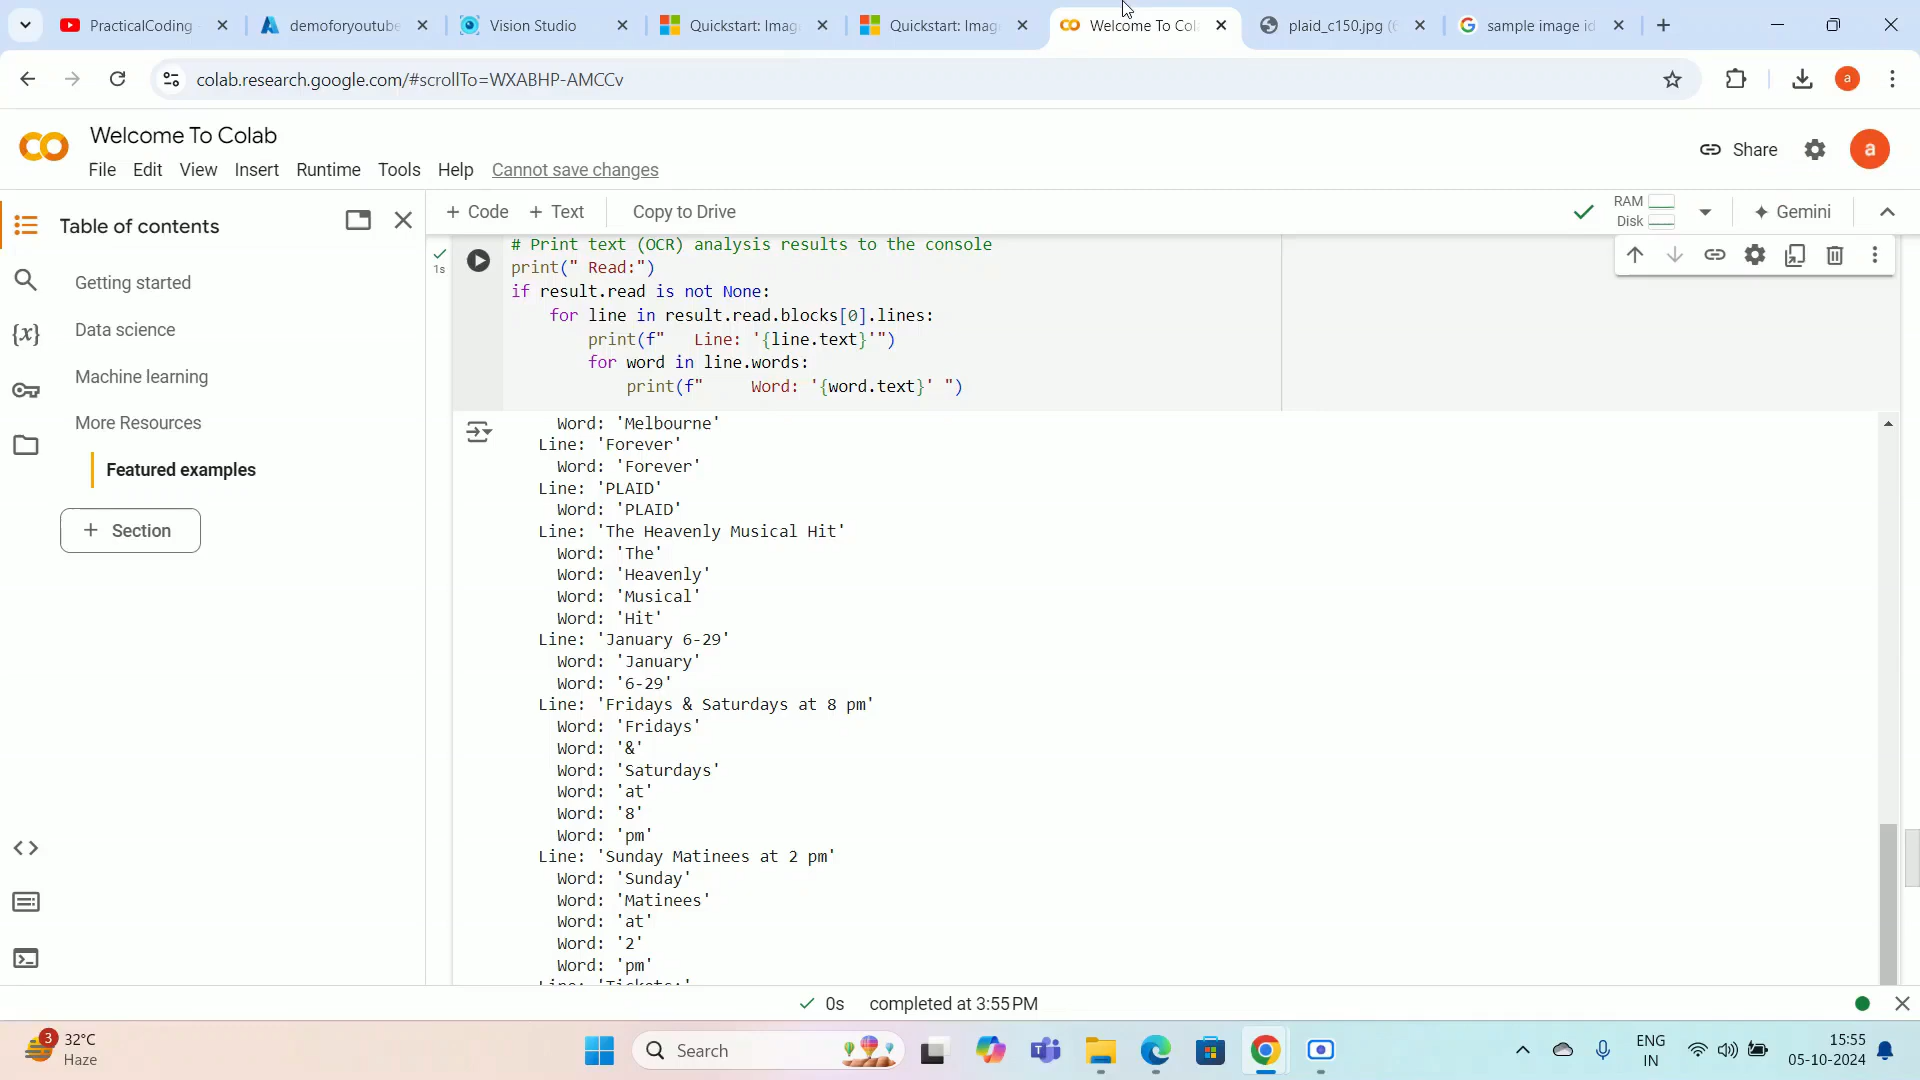 PracticalCoding
demoforyoutube
Vision Studio
Quickstart: Imag
Quickstart: Imag
Welcome To Col
plaid_c150.jpg (6
sample image id
colab.research.google.com/#scrollTo=WXABHP-AMCCv
a
Welcome To Colab
File Edit View Insert Runtime Tools Help Cannot save changes
Share
a
Table of contents
+ Code + Text Copy to Drive
RAM
Disk
Gemini
Getting started
Data science
Machine learning
More Resources
Featured examples
+ Section
1s
# Print text (OCR) analysis results to the console
print(" Read:")
if result.read is not None:
for line in result.read.blocks[0].lines:
print(f"   Line: '{line.text}'")
for word in line.words:
print(f"     Word: '{word.text}' ")
Word: 'Melbourne'
Line: 'Forever'
Word: 'Forever'
Line: 'PLAID'
Word: 'PLAID'
Line: 'The Heavenly Musical Hit'
Word: 'The'
Word: 'Heavenly'
Word: 'Musical'
Word: 'Hit'
Line: 'January 6-29'
Word: 'January'
Word: '6-29'
Line: 'Fridays & Saturdays at 8 pm'
Word: 'Fridays'
Word: '&'
Word: 'Saturdays'
Word: 'at'
Word: '8'
Word: 'pm'
Line: 'Sunday Matinees at 2 pm'
Word: 'Sunday'
Word: 'Matinees'
Word: 'at'
Word: '2'
Word: 'pm'
Line: 'Tickets:'
0s completed at 3:55 PM
3
32°C
Haze
Search
ENG
IN
15:55
05-10-2024